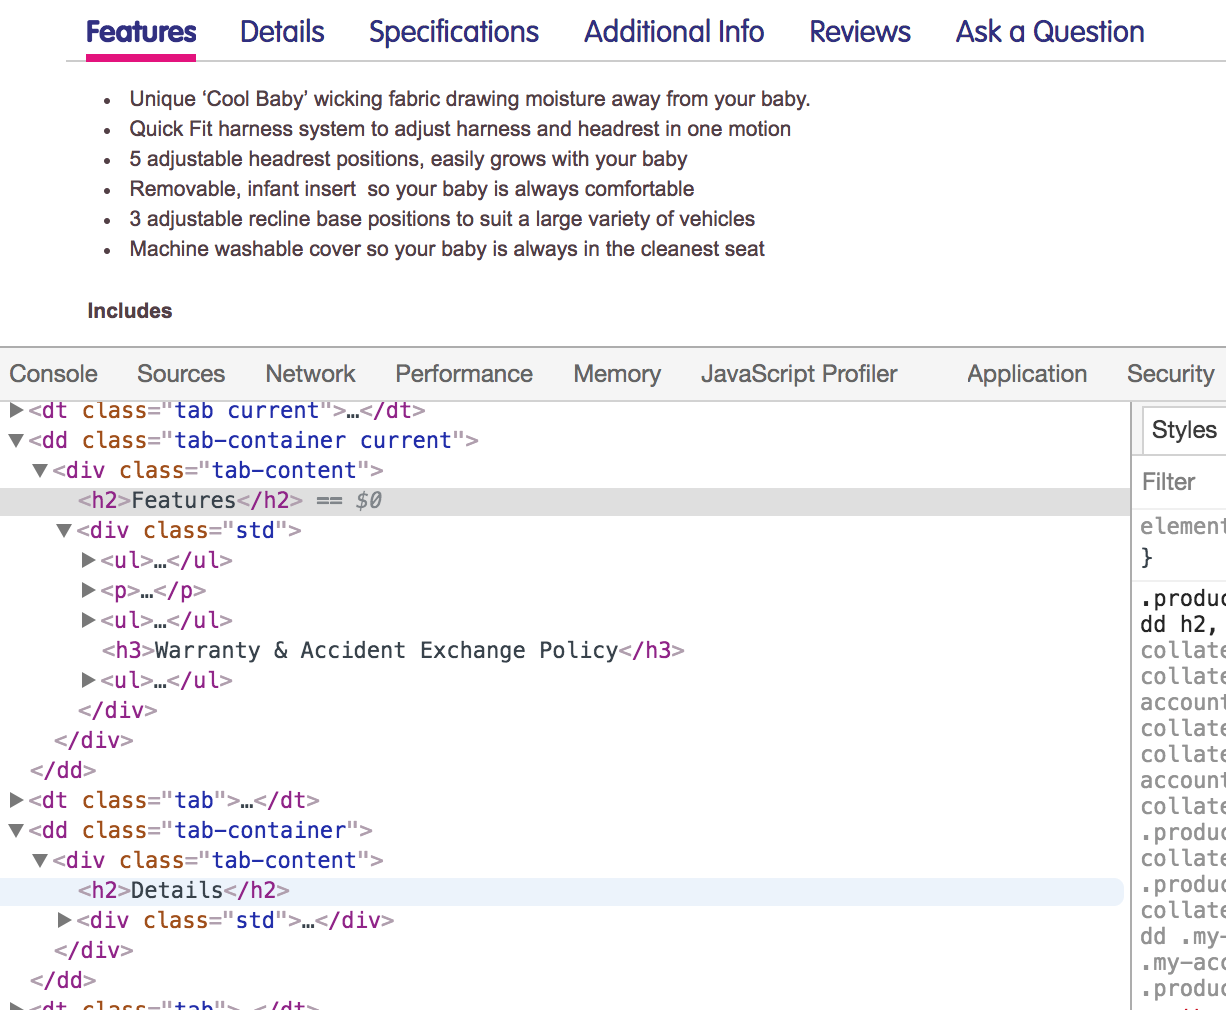 Features Details Specifications Additional Info Reviews Ask a Question
• Unique ‘Cool Baby’ wicking fabric drawing moisture away from your baby.
• Quick Fit harness system to adjust harness and headrest in one motion
• 5 adjustable headrest positions, easily grows with your baby
• Removable, infant insert  so your baby is always comfortable
• 3 adjustable recline base positions to suit a large variety of vehicles
• Machine washable cover so your baby is always in the cleanest seat
Includes
Console Sources Network Performance Memory JavaScript Profiler Application Security
<dt class="tab current">…</dt>
<dd class="tab-container current">
<div class="tab-content">
<h2>Features</h2> == $0
<div class="std">
<ul>…</ul>
<p>…</p>
<ul>…</ul>
<h3>Warranty & Accident Exchange Policy</h3>
<ul>…</ul>
</div>
</div>
</dd>
<dt class="tab">…</dt>
<dd class="tab-container">
<div class="tab-content">
<h2>Details</h2>
<div class="std">…</div>
</div>
</dd>
<dt class="tab">…</dt>
Styles
Filter
element
}
.produc
dd h2,
collate
collate
account
collate
collate
account
collate
.produc
collate
.produc
collate
dd .my-
.my-acc
.produc